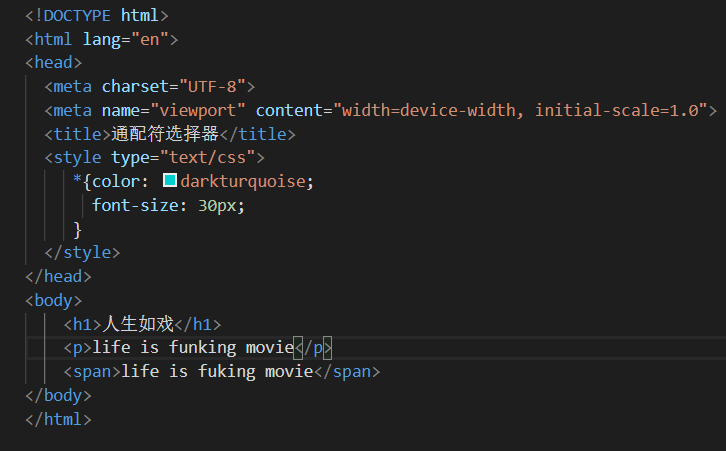 <!DOCTYPE html>
<html lang="en">
<head>
  <meta charset="UTF-8">
  <meta name="viewport" content="width=device-width, initial-scale=1.0">
  <title>通配符选择器</title>
  <style type="text/css">
     *{color: darkturquoise;
       font-size: 30px;
     }
  </style>
</head>
<body>
    <h1>人生如戏</h1>
    <p>life is funking movie</p>
    <span>life is fuking movie</span>
</body>
</html>